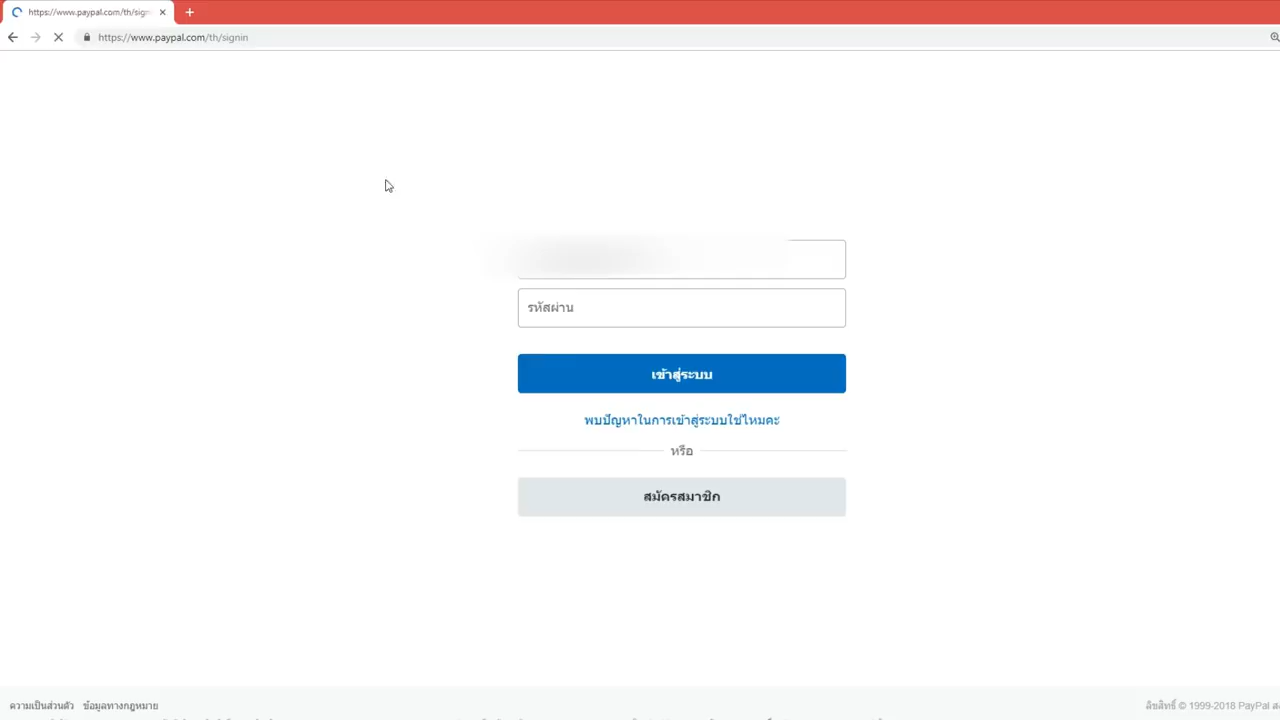 https://www.paypal.com/th/sign
https://www.paypal.com/th/signin
รหัสผ่าน
เข้าสู่ระบบ
พบปัญหาในการเข้าสู่ระบบใช่ไหมคะ
หรือ
สมัครสมาชิก
ความเป็นส่วนตัว ข้อมูลทางกฎหมาย
ลิขสิทธิ์ © 1999-2018 PayPal